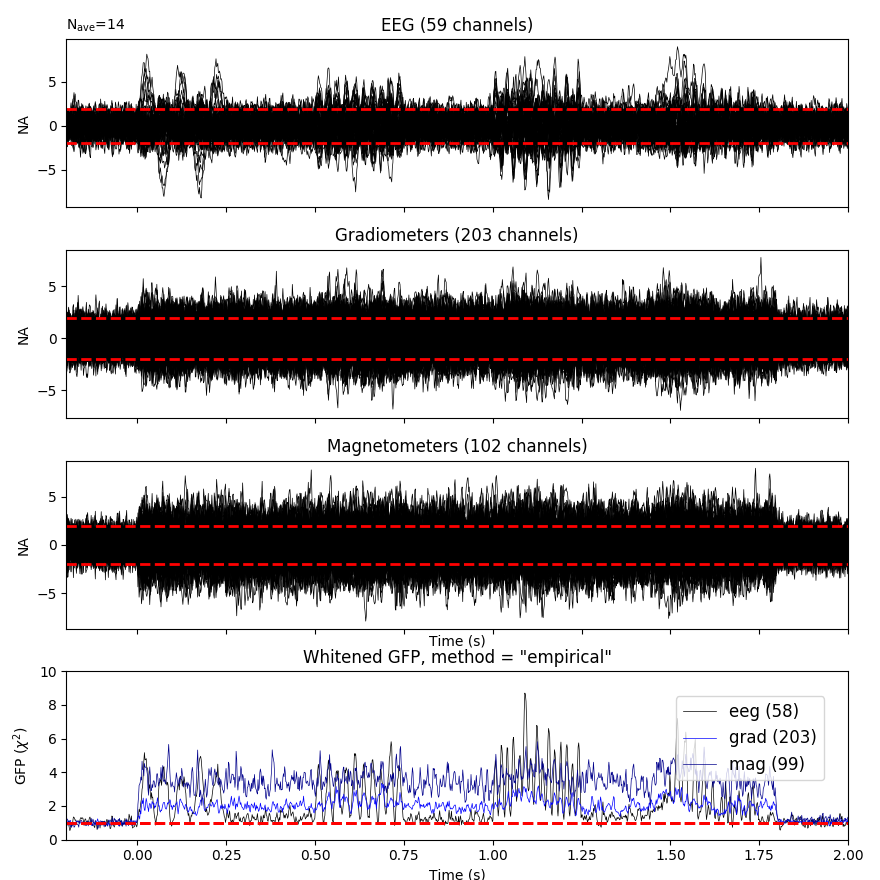 N_ave=14
EEG (59 channels)
5
0
−5
NA
Gradiometers (203 channels)
5
0
−5
NA
Magnetometers (102 channels)
5
0
−5
NA
Time (s)
Whitened GFP, method = "empirical"
10
8
6
4
2
0
GFP (χ²)
eeg (58)
grad (203)
mag (99)
0.00 0.25 0.50 0.75 1.00 1.25 1.50 1.75 2.00
Time (s)